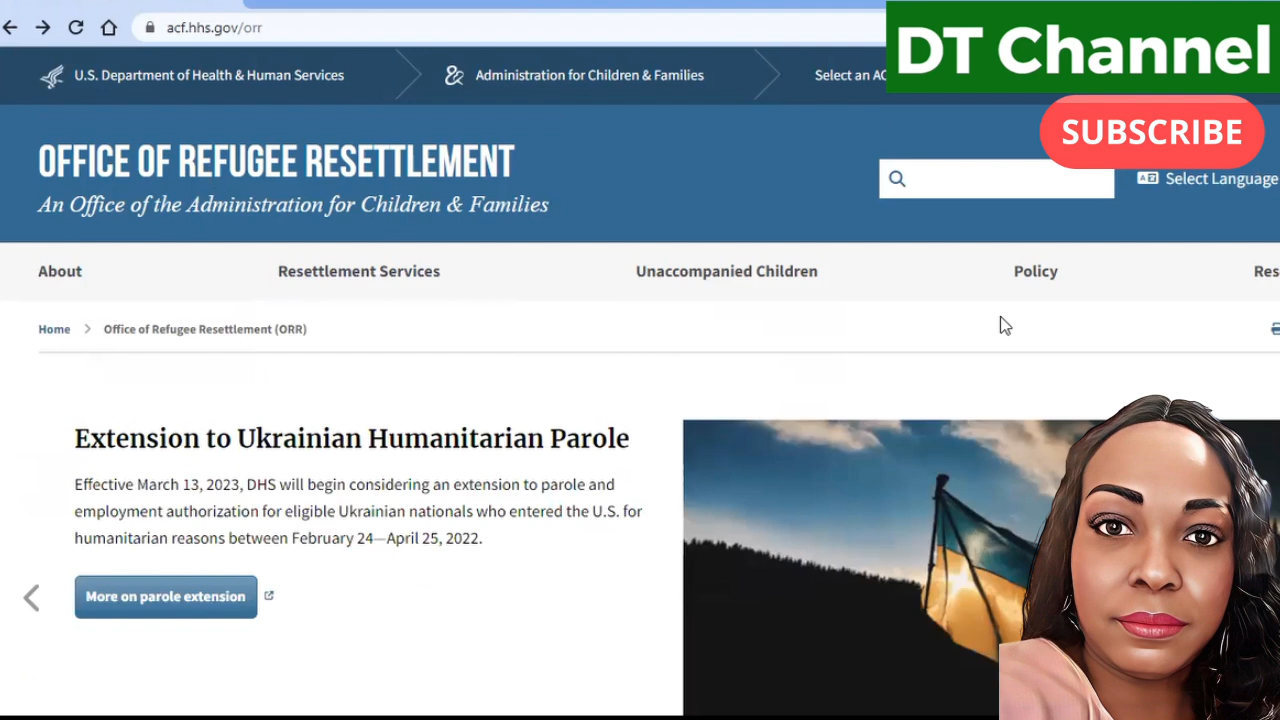 acf.hhs.gov/orr
DT Channel
U.S. Department of Health & Human Services
Administration for Children & Families
Select an AC
SUBSCRIBE
OFFICE OF REFUGEE RESETTLEMENT
An Office of the Administration for Children & Families
Select Language
About
Resettlement Services
Unaccompanied Children
Policy
Res
Home
Office of Refugee Resettlement (ORR)
Extension to Ukrainian Humanitarian Parole
Effective March 13, 2023, DHS will begin considering an extension to parole and
employment authorization for eligible Ukrainian nationals who entered the U.S. for
humanitarian reasons between February 24—April 25, 2022.
More on parole extension